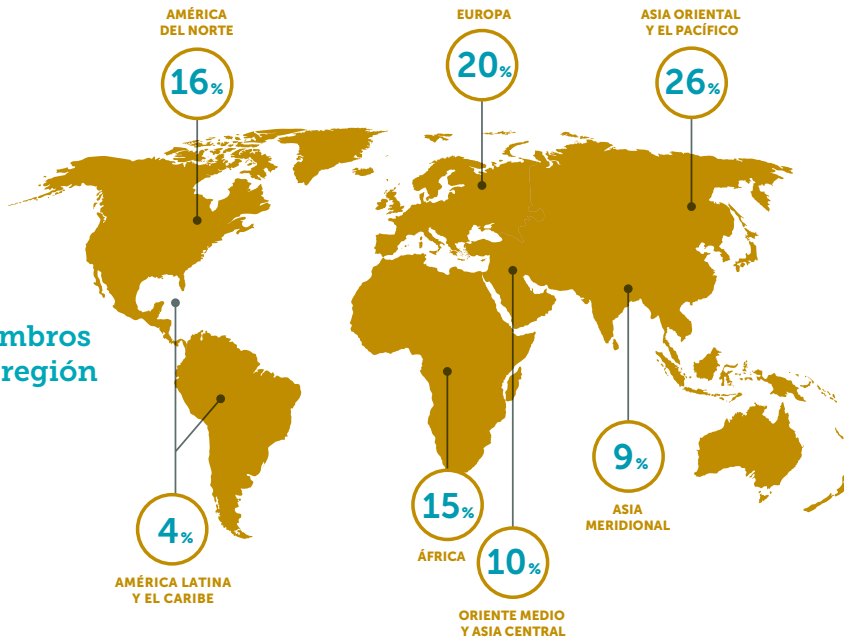 AMÉRICA
DEL NORTE
16%
EUROPA
20%
ASIA ORIENTAL
Y EL PACÍFICO
26%
mbros
región
4%
AMÉRICA LATINA
Y EL CARIBE
15%
ÁFRICA
10%
ORIENTE MEDIO
Y ASIA CENTRAL
9%
ASIA
MERIDIONAL